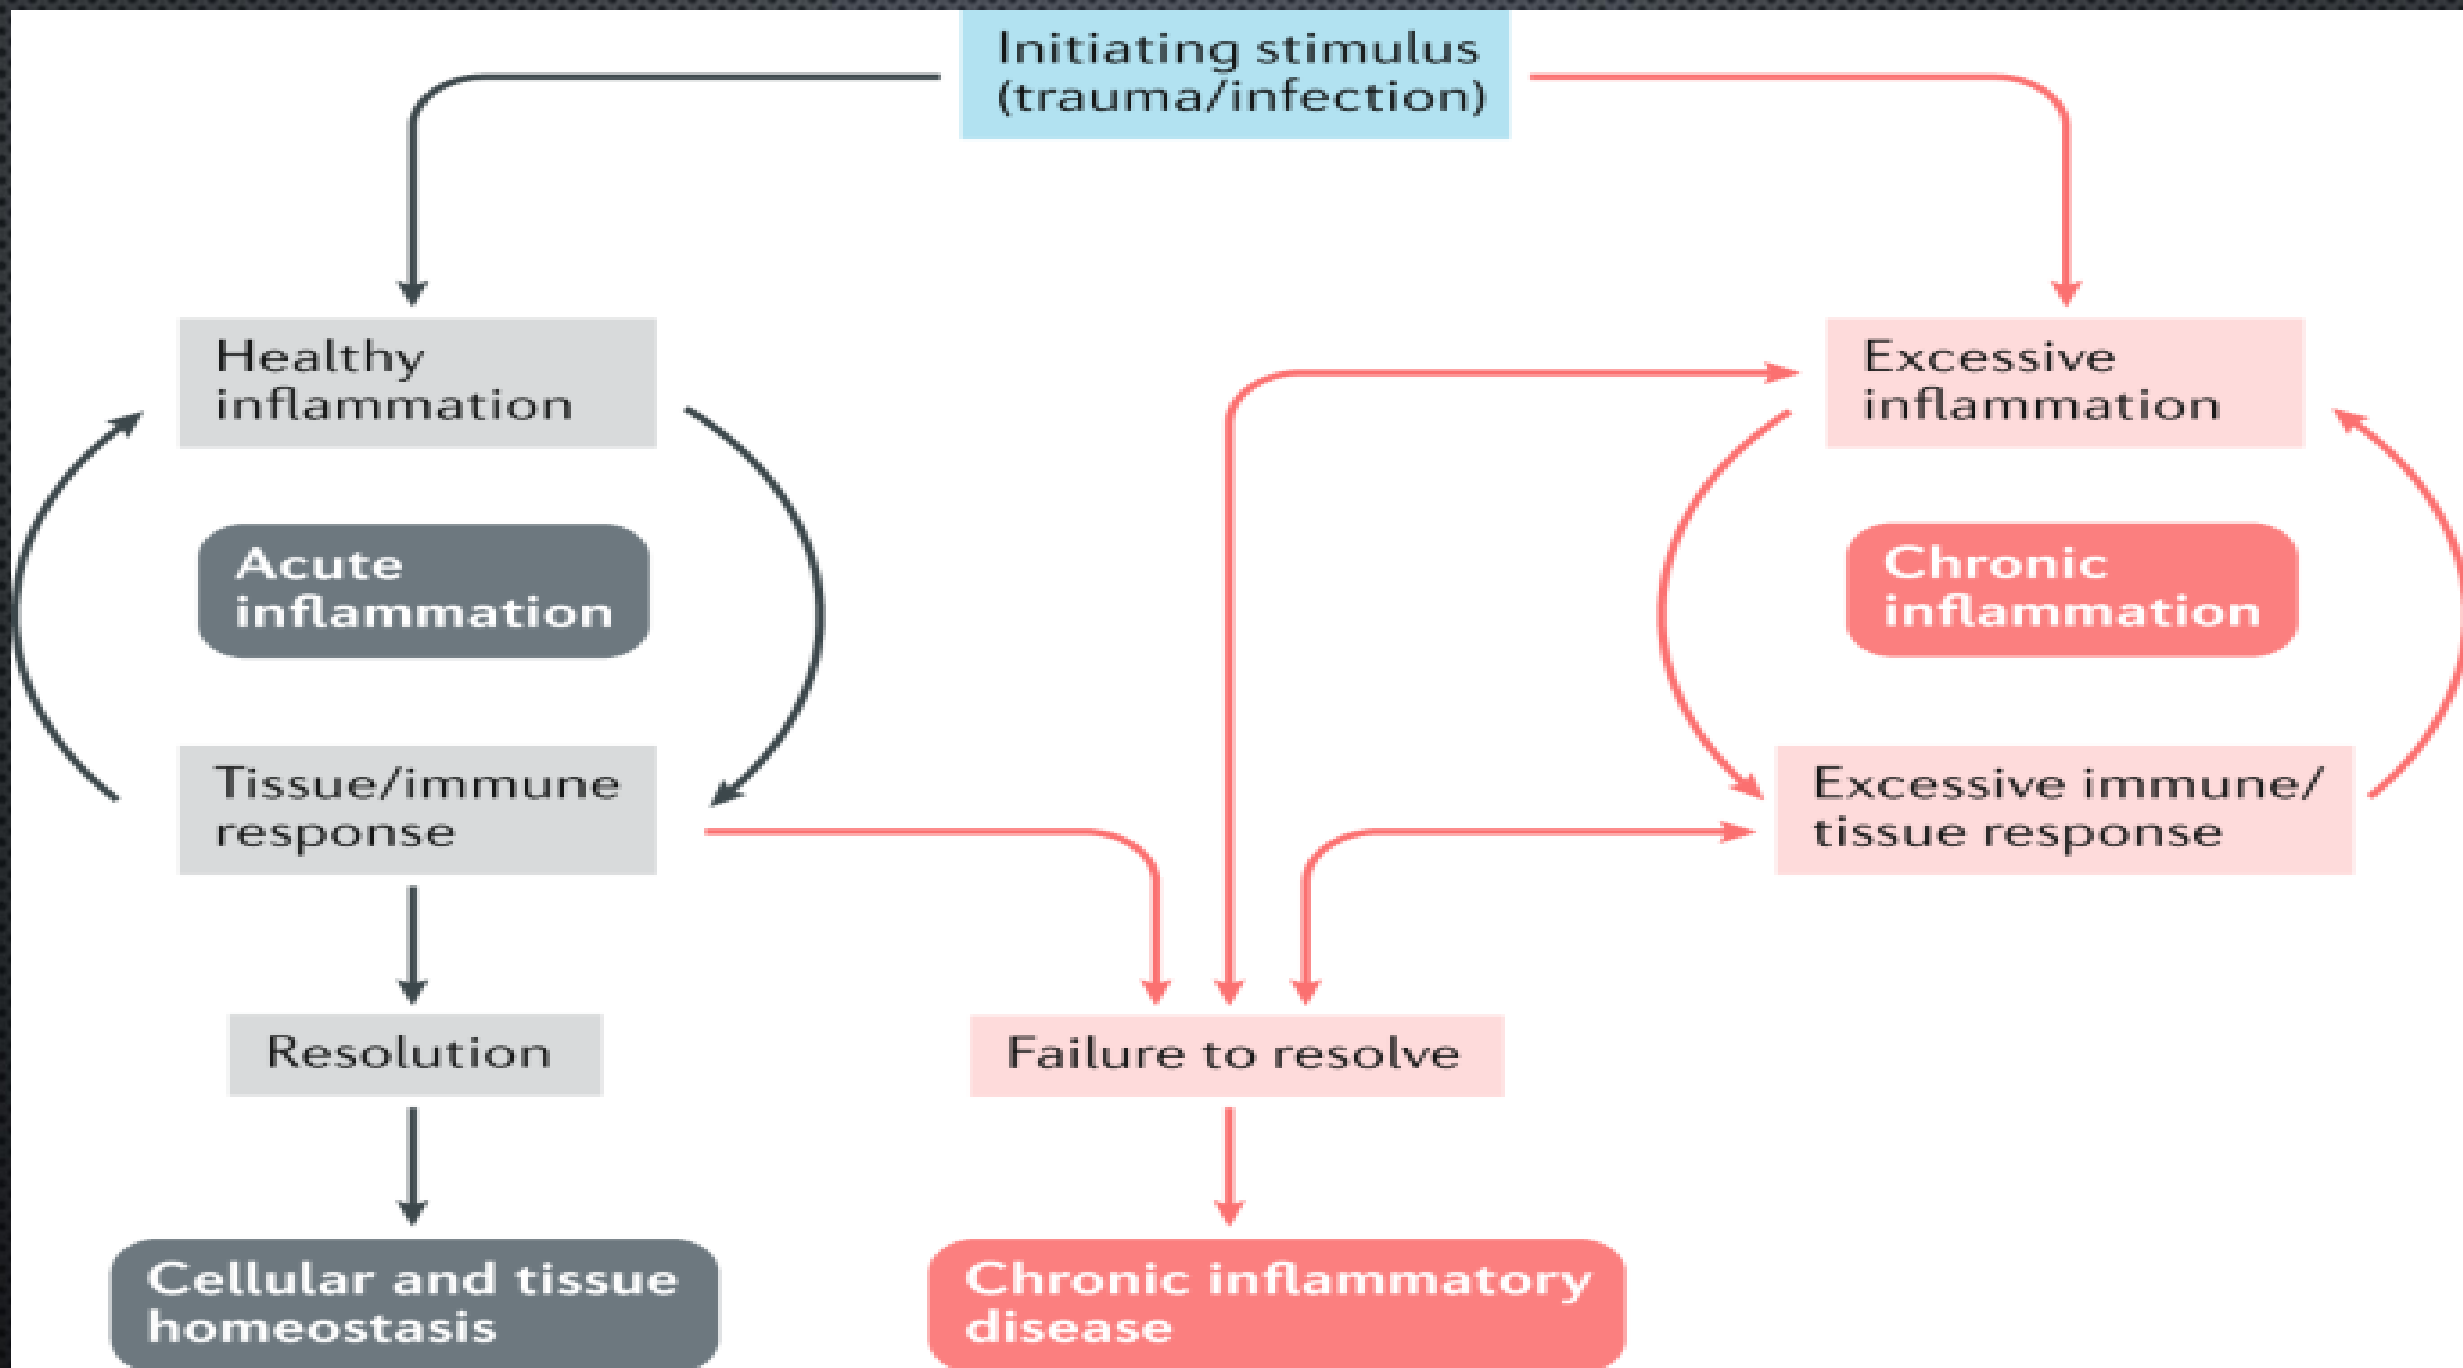 Initiating stimulus
(trauma/infection)
Healthy
inflammation
Excessive
inflammation
Acute
inflammation
Chronic
inflammation
Tissue/immune
response
Excessive immune/
tissue response
Resolution
Failure to resolve
Cellular and tissue
homeostasis
Chronic inflammatory
disease